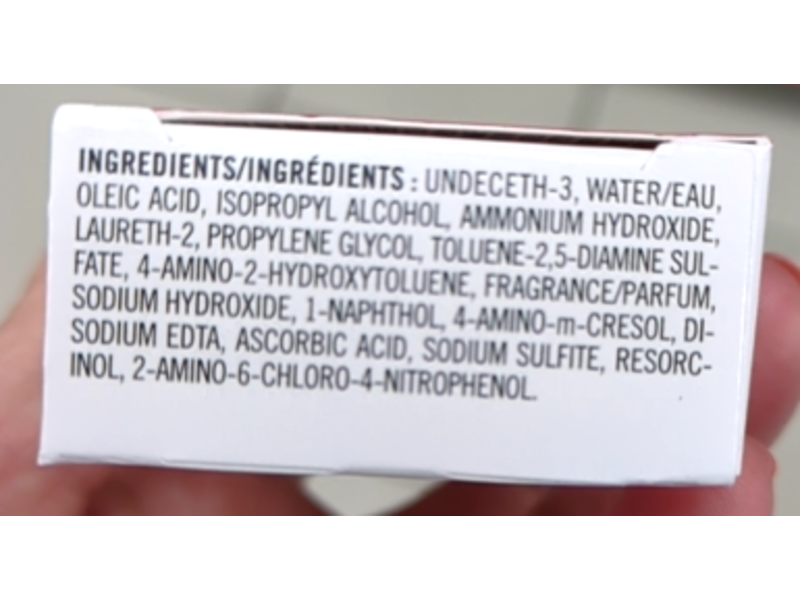 INGREDIENTS/INGRÉDIENTS : UNDECETH-3, WATER/EAU,
OLEIC ACID, ISOPROPYL ALCOHOL, AMMONIUM HYDROXIDE,
LAURETH-2, PROPYLENE GLYCOL, TOLUENE-2,5-DIAMINE SUL-
FATE, 4-AMINO-2-HYDROXYTOLUENE, FRAGRANCE/PARFUM,
SODIUM HYDROXIDE, 1-NAPHTHOL, 4-AMINO-m-CRESOL, DI-
SODIUM EDTA, ASCORBIC ACID, SODIUM SULFITE, RESORC-
INOL, 2-AMINO-6-CHLORO-4-NITROPHENOL.